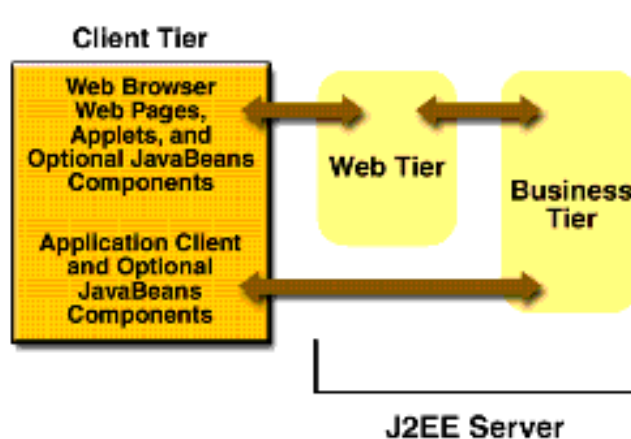 Client Tier
Web Browser
Web Pages,
Applets, and
Optional JavaBeans
Components
Application Client
and Optional
JavaBeans
Components
Web Tier
Business
Tier
J2EE Server